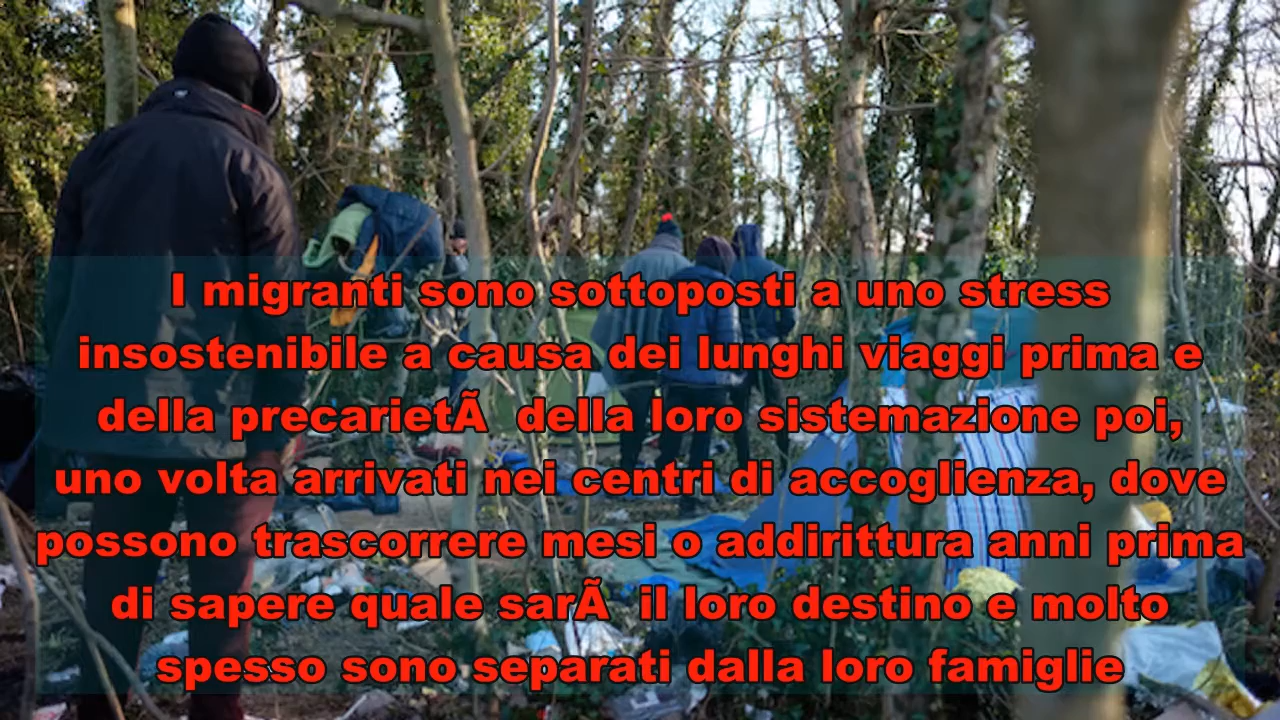 I migranti sono sottoposti a uno stress
insostenibile a causa dei lunghi viaggi prima e
della precarietÃ  della loro sistemazione poi,
uno volta arrivati nei centri di accoglienza, dove
possono trascorrere mesi o addirittura anni prima
di sapere quale sarÃ  il loro destino e molto
spesso sono separati dalla loro famiglie